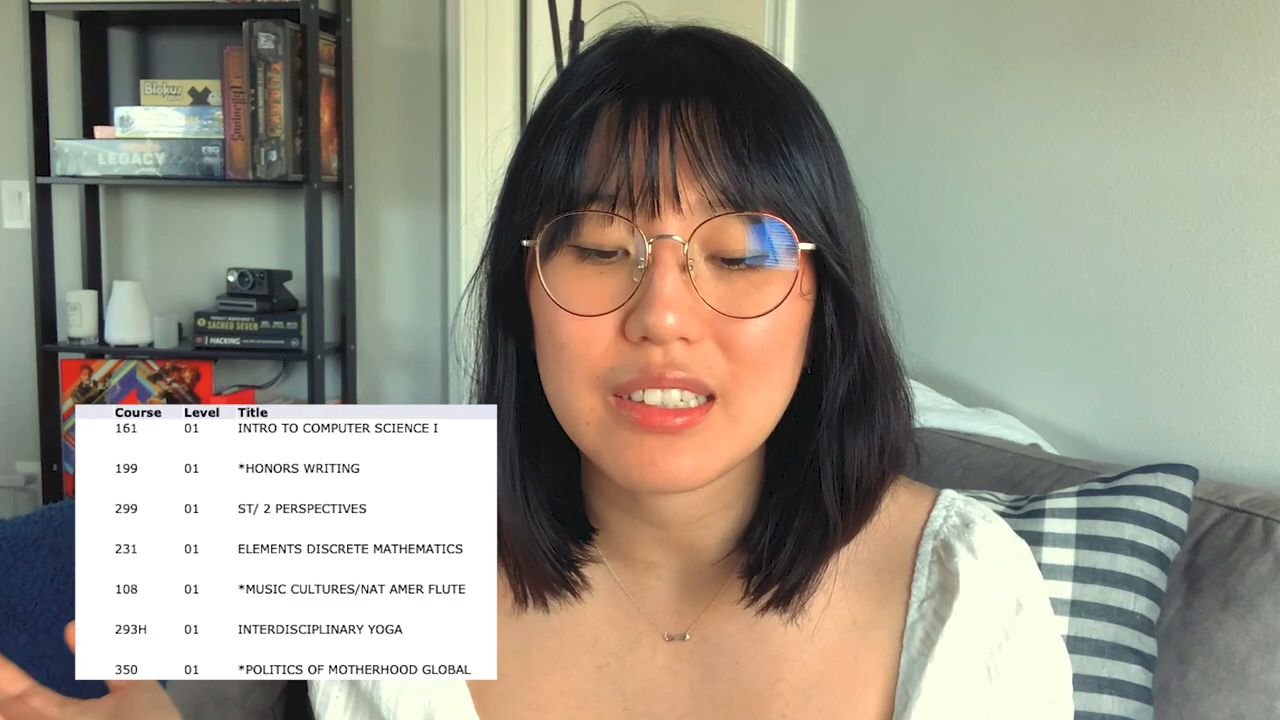 Blokus
LEGACY
SACRED SEVEN
HACKING
Course Level Title
161 01 INTRO TO COMPUTER SCIENCE I
199 01 *HONORS WRITING
299 01 ST/ 2 PERSPECTIVES
231 01 ELEMENTS DISCRETE MATHEMATICS
108 01 *MUSIC CULTURES/NAT AMER FLUTE
293H 01 INTERDISCIPLINARY YOGA
350 01 *POLITICS OF MOTHERHOOD GLOBAL